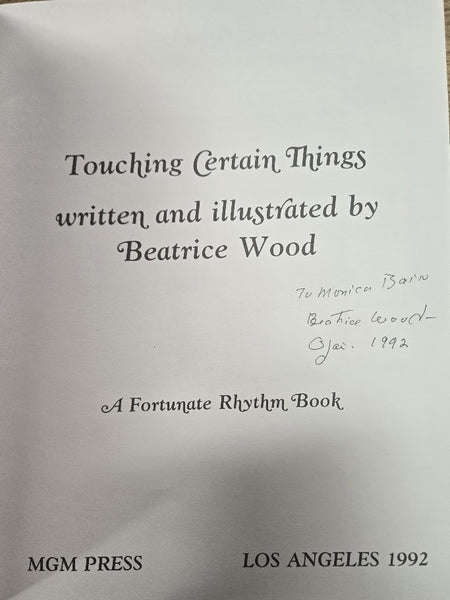 Touching Certain Things
written and illustrated by
Beatrice Wood
To Monica Bain
Beatrice Wood
Ojai. 1992
A Fortunate Rhythm Book
MGM PRESS LOS ANGELES 1992